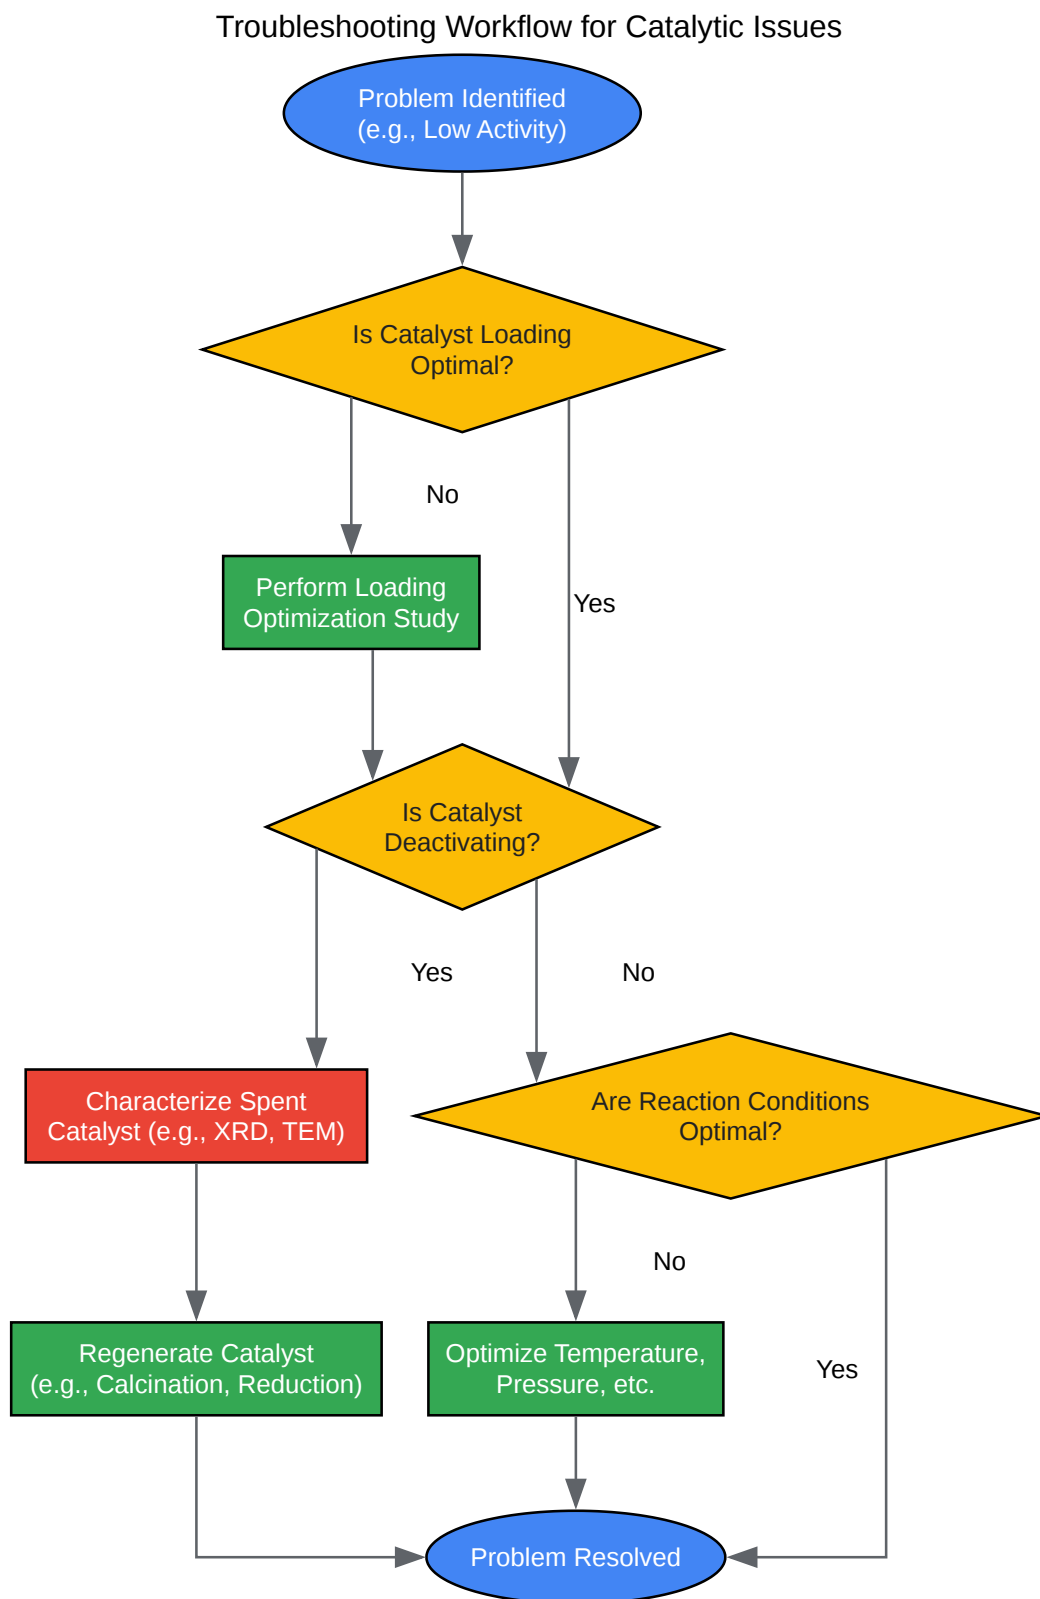 Troubleshooting Workflow for Catalytic Issues
Problem Identified
(e.g., Low Activity)
Is Catalyst Loading
Optimal?
No
Perform Loading
Optimization Study
Yes
Is Catalyst
Deactivating?
Yes
No
Characterize Spent
Catalyst (e.g., XRD, TEM)
Are Reaction Conditions
Optimal?
No
Regenerate Catalyst
(e.g., Calcination, Reduction)
Optimize Temperature,
Pressure, etc.
Yes
Problem Resolved